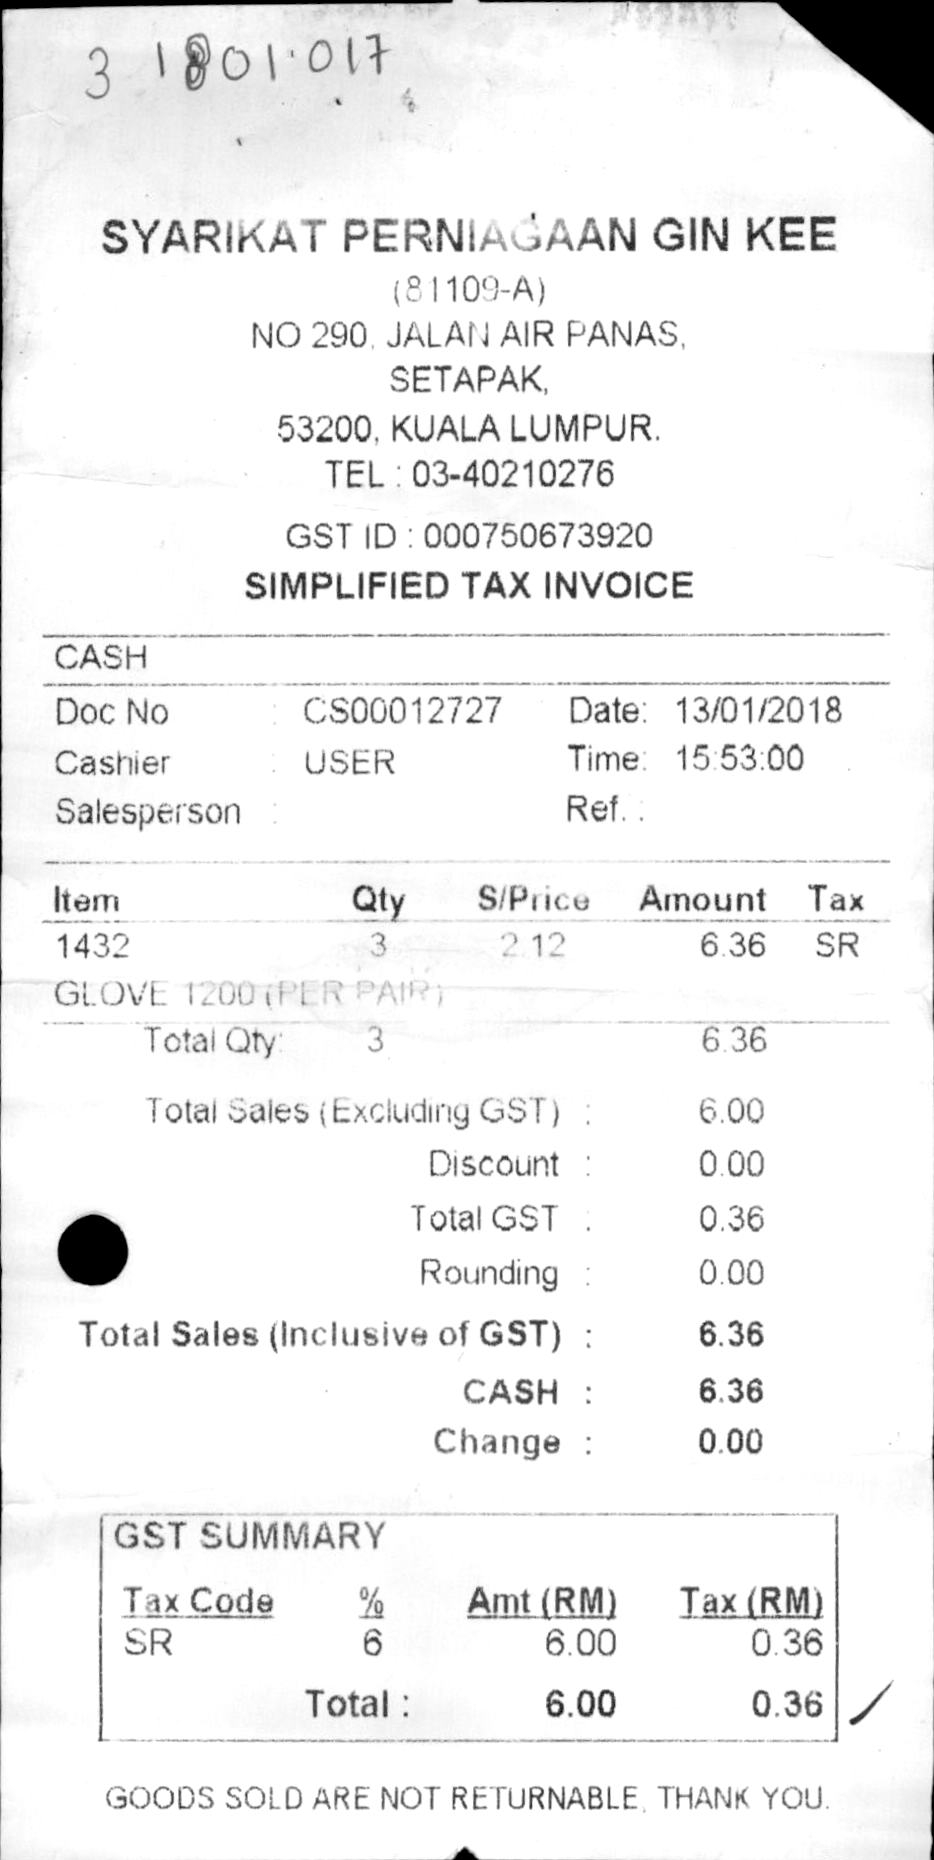 3 1801.017
SYARIKAT PERNIAGAAN GIN KEE
(81109-A)
NO 290, JALAN AIR PANAS,
SETAPAK,
53200, KUALA LUMPUR.
TEL : 03-40210276
GST ID : 000750673920
SIMPLIFIED TAX INVOICE
CASH
Doc No : CS00012727 Date: 13/01/2018
Cashier : USER Time: 15:53:00
Salesperson : Ref. :
Item Qty S/Price Amount Tax
1432 3 2.12 6.36 SR
GLOVE 1200 (PER PAIR)
Total Qty: 3 6.36
Total Sales (Excluding GST) : 6.00
Discount : 0.00
Total GST : 0.36
Rounding : 0.00
Total Sales (Inclusive of GST) : 6.36
CASH : 6.36
Change : 0.00
GST SUMMARY
Tax Code % Amt (RM) Tax (RM)
SR 6 6.00 0.36
Total : 6.00 0.36
GOODS SOLD ARE NOT RETURNABLE, THANK YOU.